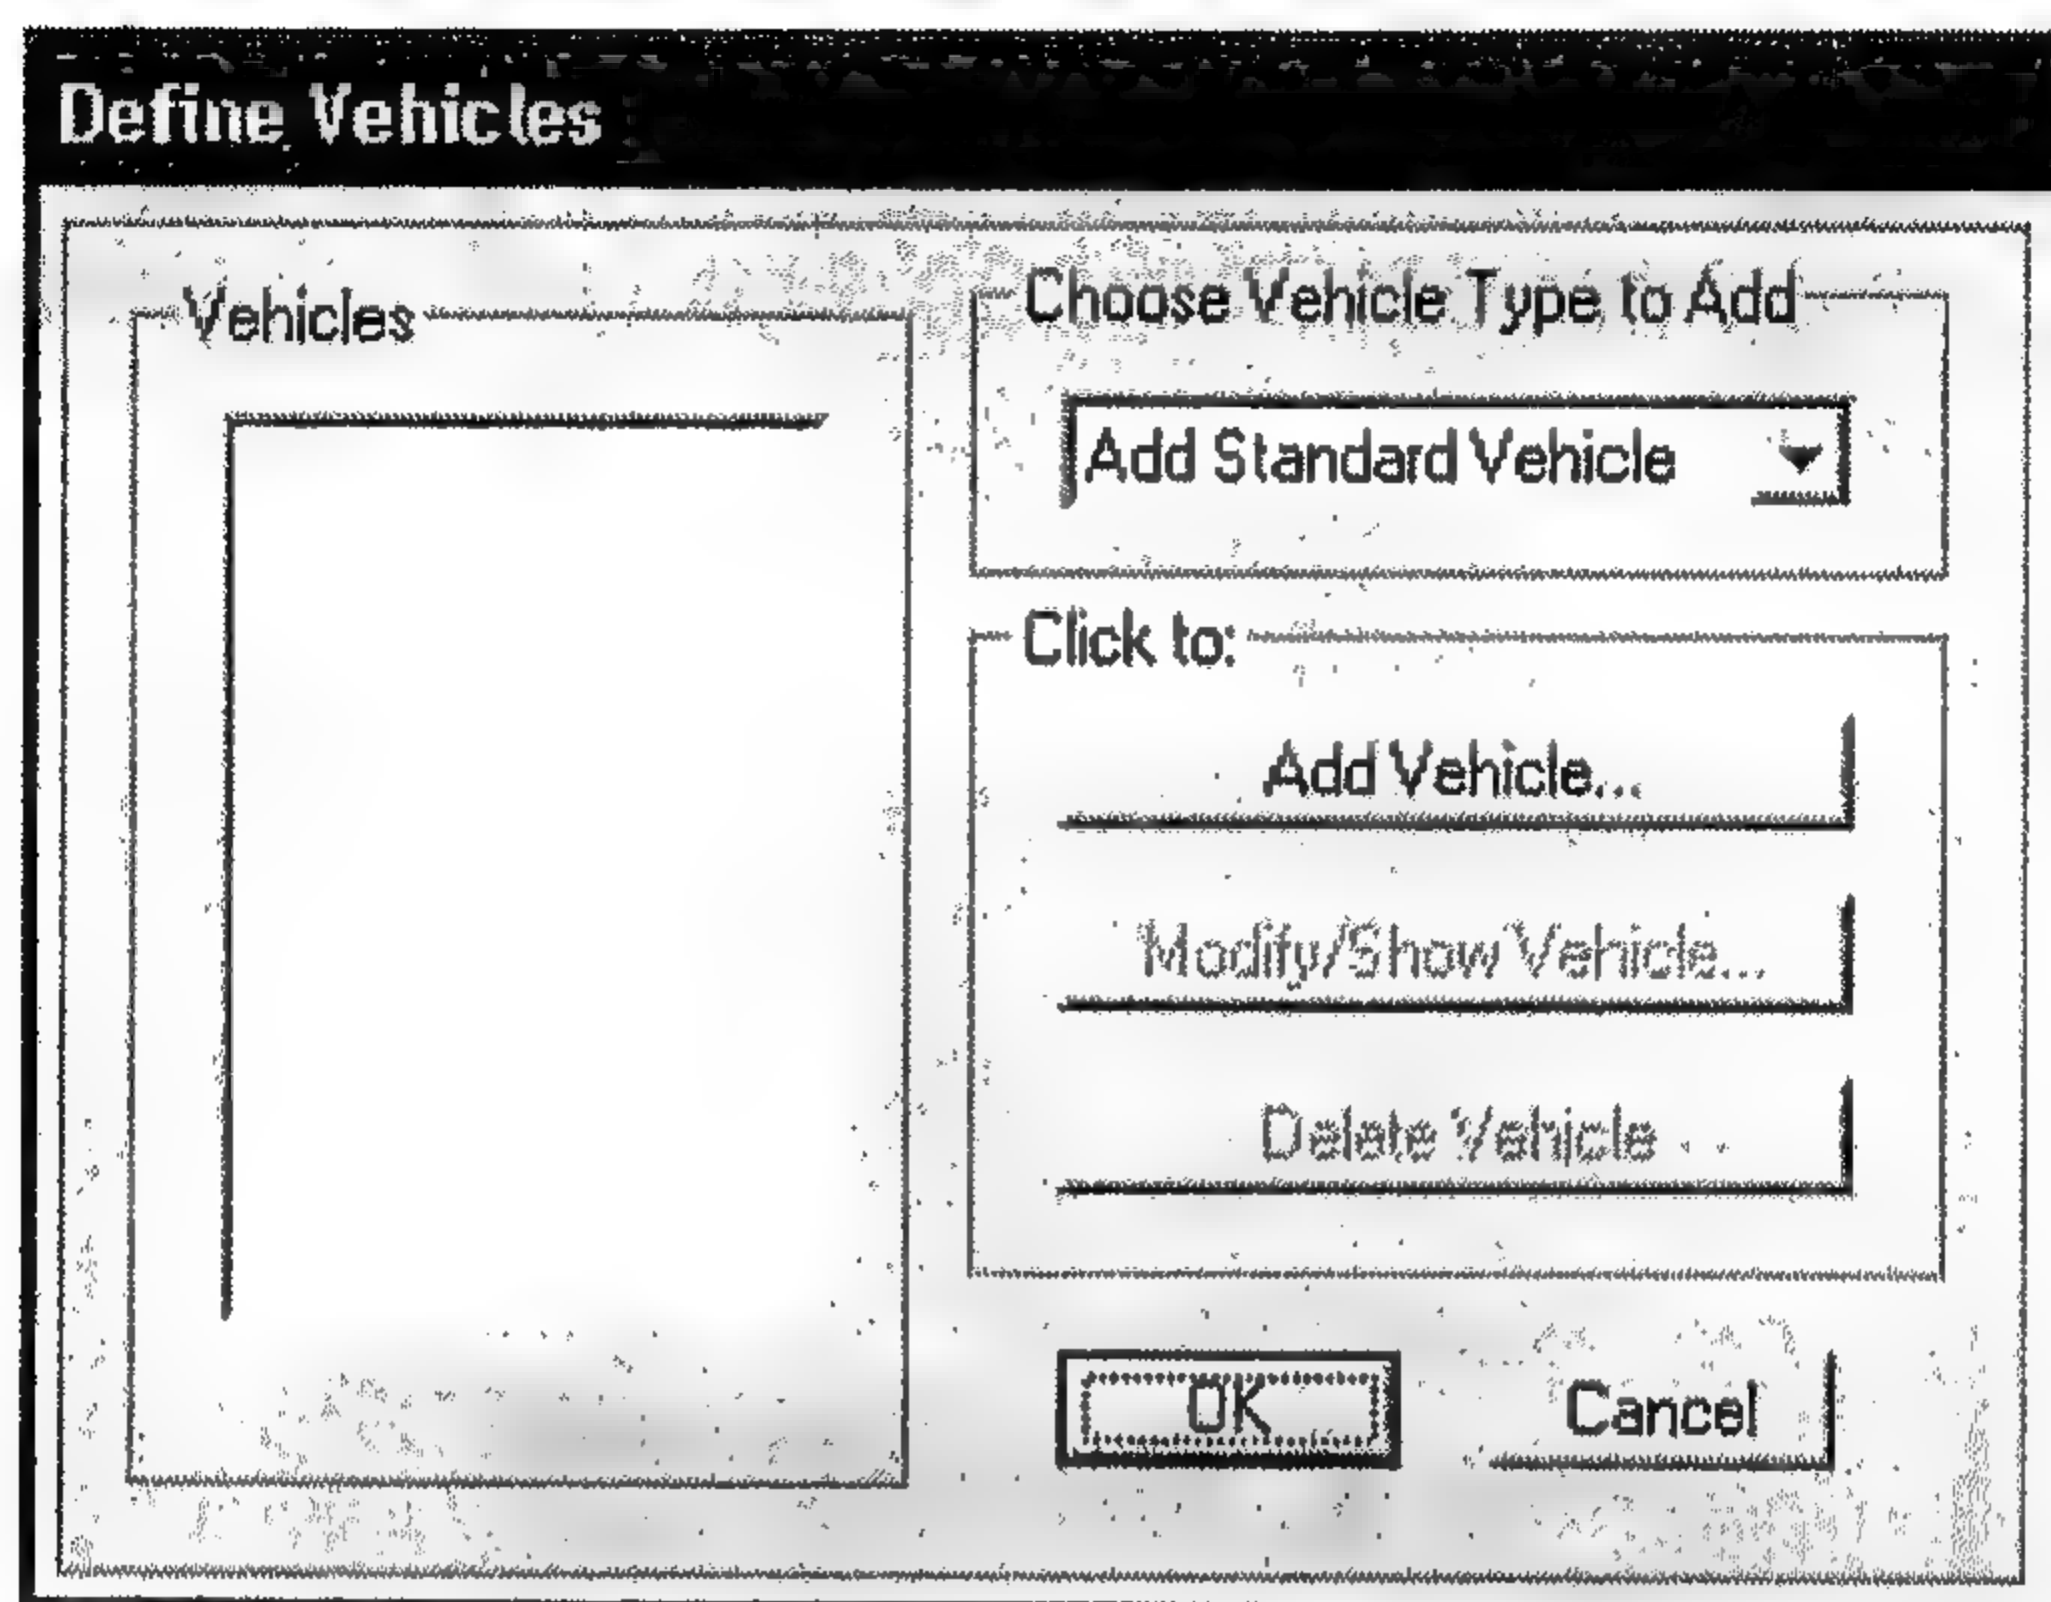 Define Vehicles
Vehicles
Choose Vehicle Type to Add
Add Standard Vehicle
Click to:
Add Vehicle...
Modify/Show Vehicle...
Delete Vehicle
OK
Cancel